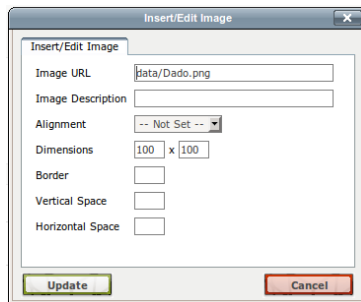 Insert/Edit Image
Insert/Edit Image
Image URL data/Dado.png
Image Description
Alignment -- Not Set --
Dimensions 100 x 100
Border
Vertical Space
Horizontal Space
Update Cancel